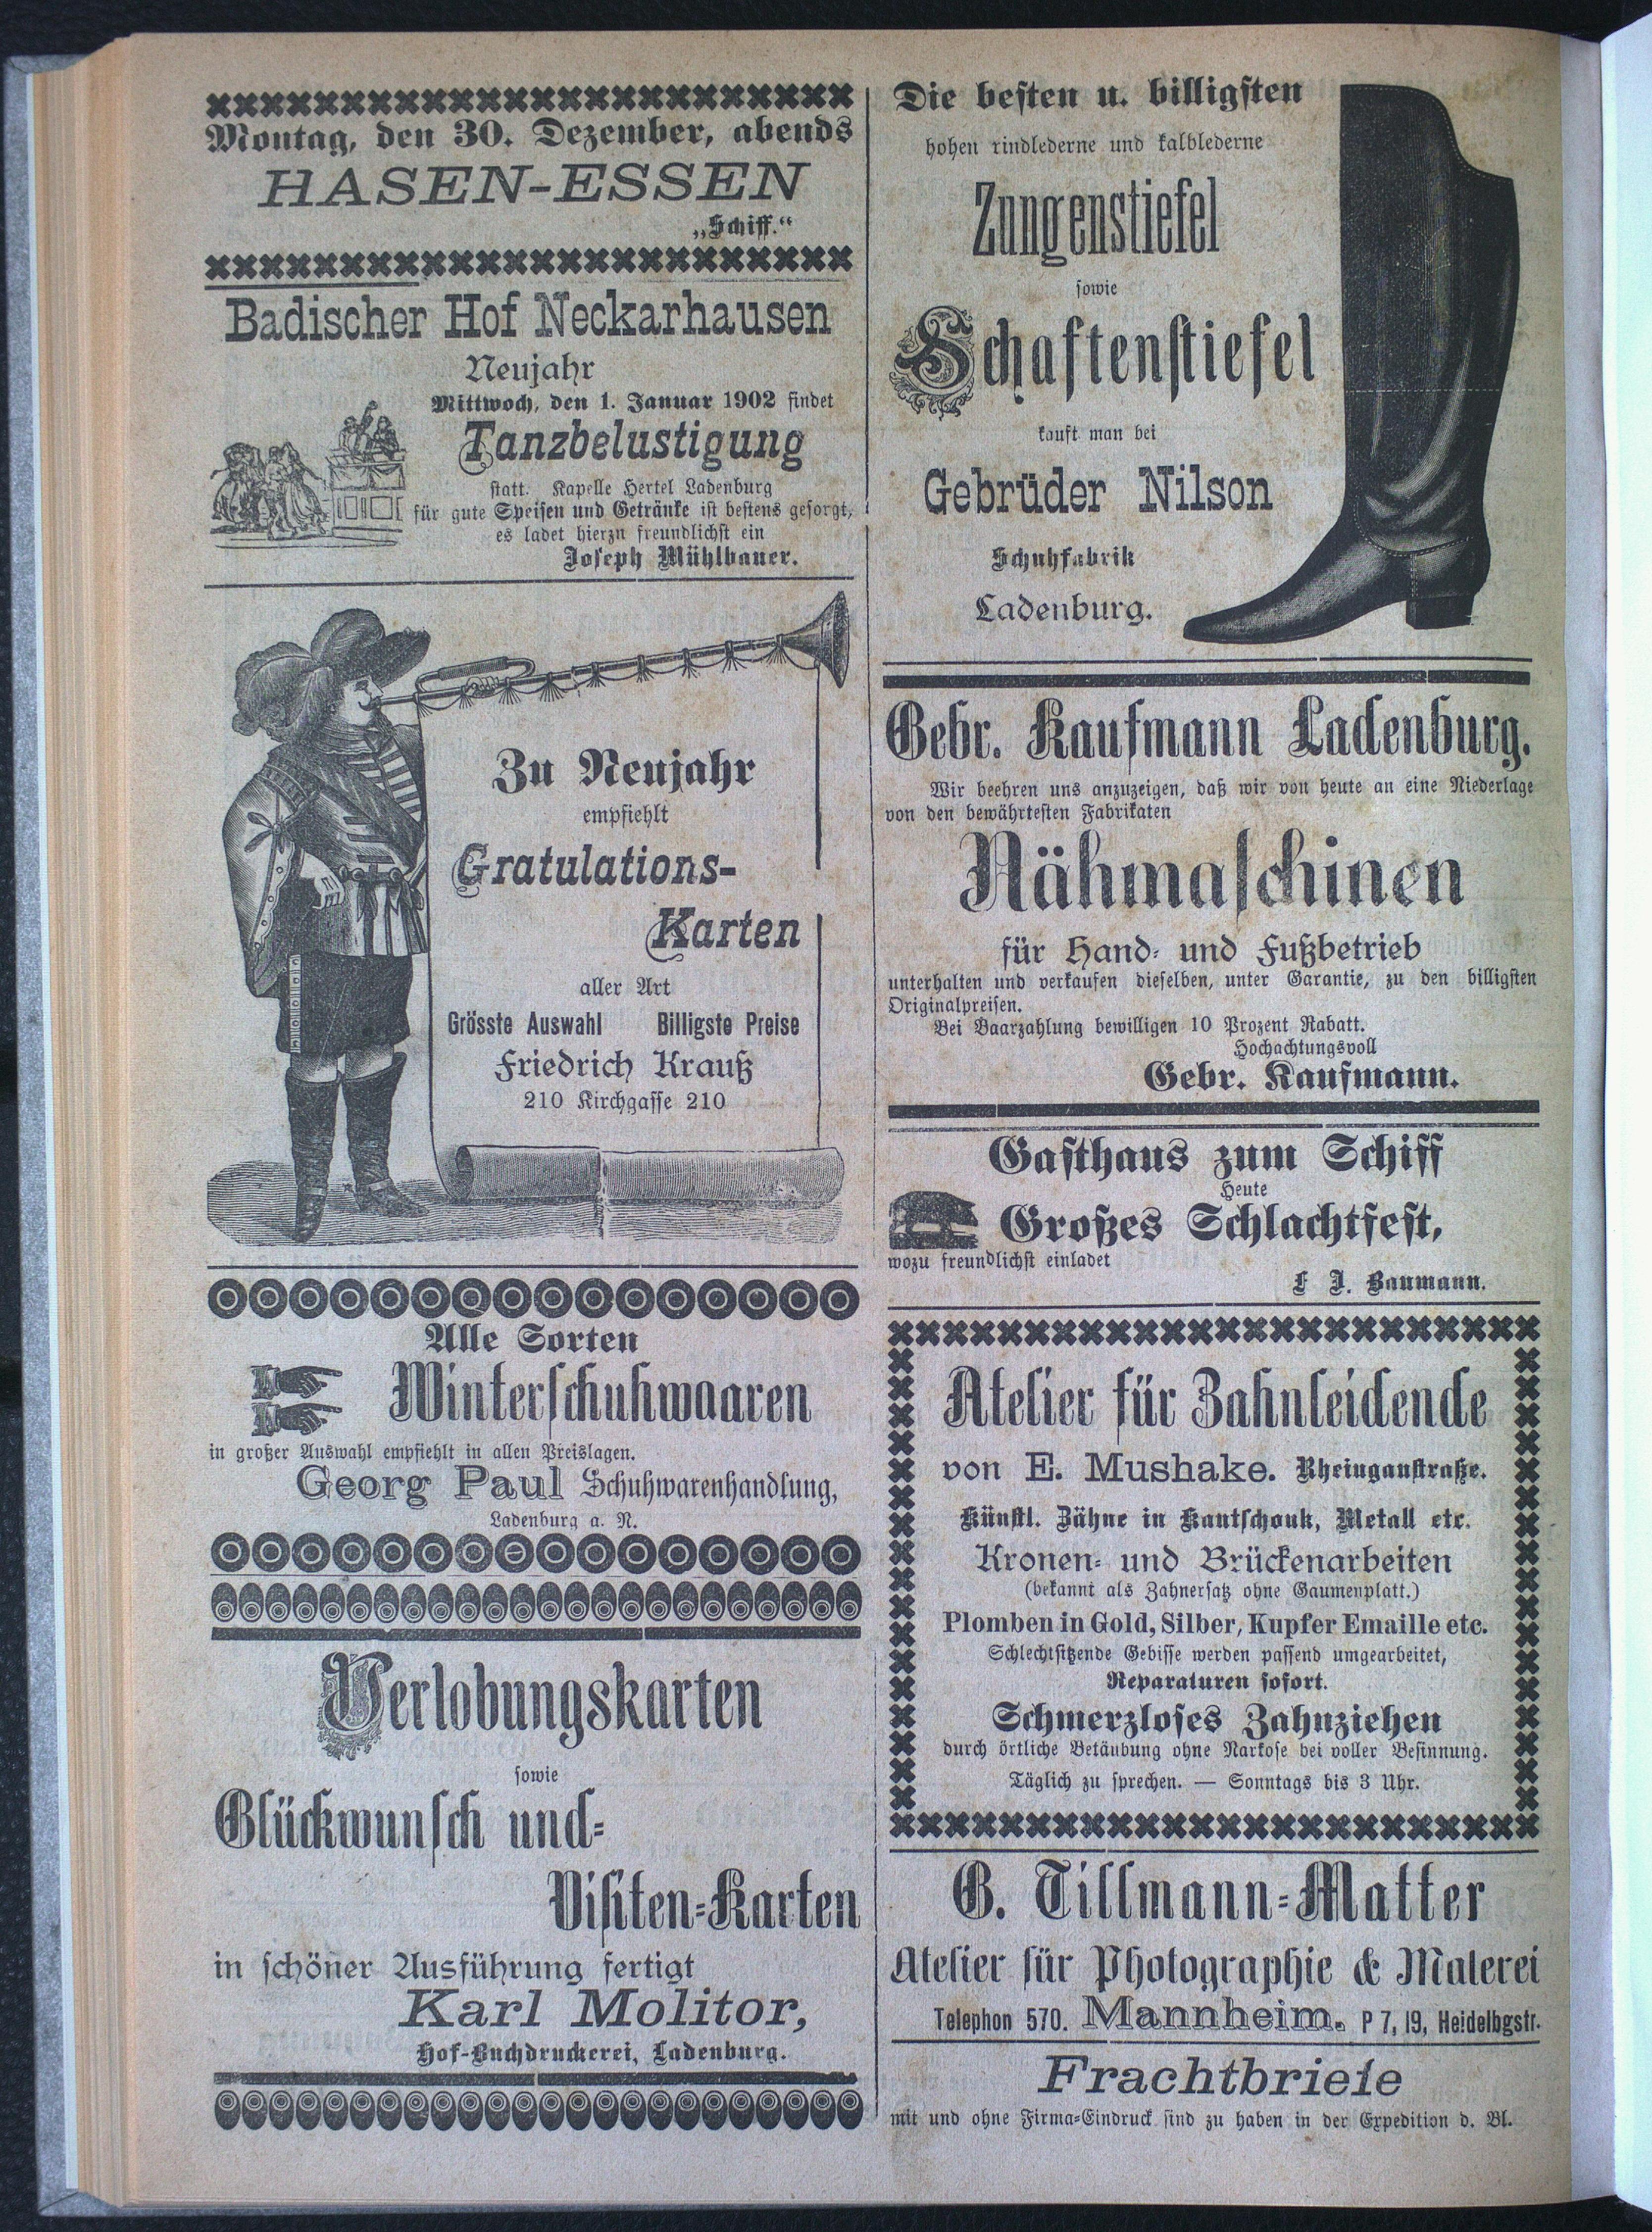 Montag, den 30. Dezember, abends
HASEN-ESSEN
„Schiff.“
Badischer Hof Neckarhausen
Neujahr
Mittwoch, den 1. Januar 1902 findet
Tanzbelustigung
statt. Kapelle Hertel Ladenburg
für gute Speisen und Getränke ist bestens gesorgt,
es ladet hierzu freundlichst ein
Joseph Mühlbauer.
Zu Neujahr
empfiehlt
Gratulations-
Karten
aller Art
Grösste Auswahl Billigste Preise
Friedrich Krauß
210 Kirchgasse 210
Alle Sorten
Winterschuhwaaren
in großer Auswahl empfiehlt in allen Preislagen.
Georg Paul Schuhwarenhandlung,
Ladenburg a. N.
Verlobungskarten
sowie
Glückwunsch und-
Visiten-Karten
in schöner Ausführung fertigt
Karl Molitor,
Hof-Buchdruckerei, Ladenburg.
Die besten u. billigsten
hohen rindlederne und kalblederne
Zungenstiefel
sowie
Schaftenstiefel
kauft man bei
Gebrüder Nilson
Schuhfabrik
Ladenburg.
Gebr. Kaufmann Ladenburg.
Wir beehren uns anzuzeigen, daß wir von heute an eine Niederlage
von den bewährtesten Fabrikaten
Nähmaschinen
für Hand- und Fußbetrieb
unterhalten und verkaufen dieselben, unter Garantie, zu den billigsten
Originalpreisen.
Bei Baarzahlung bewilligen 10 Prozent Rabatt.
Hochachtungsvoll
Gebr. Kaufmann.
Gasthaus zum Schiff
Heute
Großes Schlachtfest,
wozu freundlichst einladet
F J. Baumann.
Atelier für Zahnleidende
von E. Mushake. Rheingaustraße.
Künstl. Zähne in Kautschouk, Metall etc.
Kronen- und Brückenarbeiten
(bekannt als Zahnersatz ohne Gaumenplatt.)
Plomben in Gold, Silber, Kupfer Emaille etc.
Schlechtsitzende Gebisse werden passend umgearbeitet,
Reparaturen sofort.
Schmerzloses Zahnziehen
durch örtliche Betäubung ohne Narkose bei voller Besinnung.
Täglich zu sprechen. — Sonntags bis 3 Uhr.
G. Tillmann-Matter
Atelier für Photographie & Malerei
Telephon 570. Mannheim. P 7, 19, Heidelbgstr.
Frachtbriefe
mit und ohne Firma-Eindruck sind zu haben in der Expedition d. Bl.